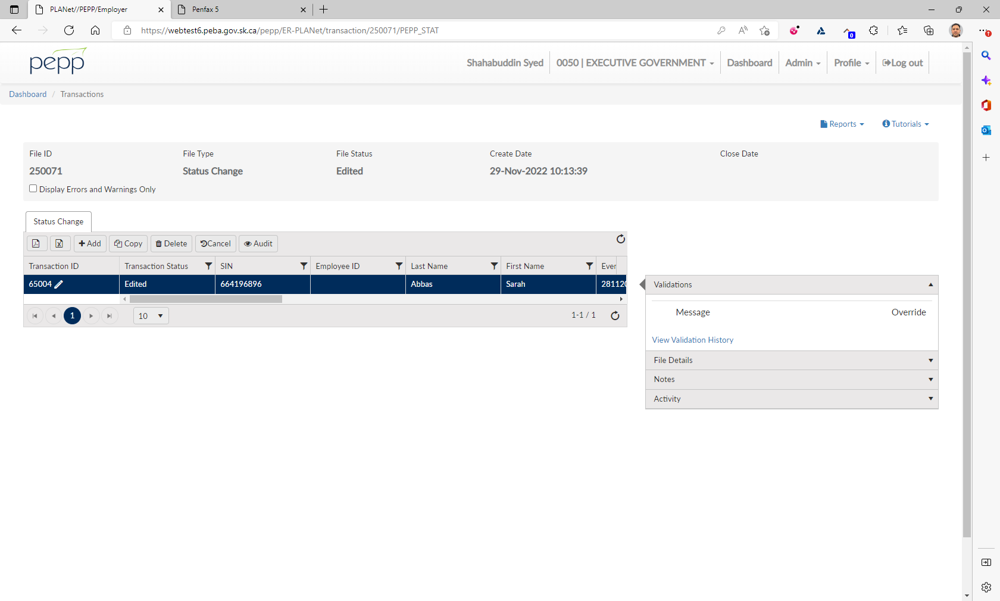 PLANet//PEPP/Employer
Penfax 5
https://webtest6.peba.gov.sk.ca/pepp/ER-PLANet/transaction/250071/PEPP_STAT
0
pepp
Shahabuddin Syed
0050 | EXECUTIVE GOVERNMENT
Dashboard
Admin
Profile
Log out
Dashboard / Transactions
Reports
Tutorials
File ID
File Type
File Status
Create Date
Close Date
250071
Status Change
Edited
29-Nov-2022 10:13:39
Display Errors and Warnings Only
Status Change
Add
Copy
Delete
Cancel
Audit
Transaction ID
Transaction Status
SIN
Employee ID
Last Name
First Name
Ever
65004
Edited
664196896
Abbas
Sarah
281120
1
10
1-1 / 1
Validations
Message
Override
View Validation History
File Details
Notes
Activity